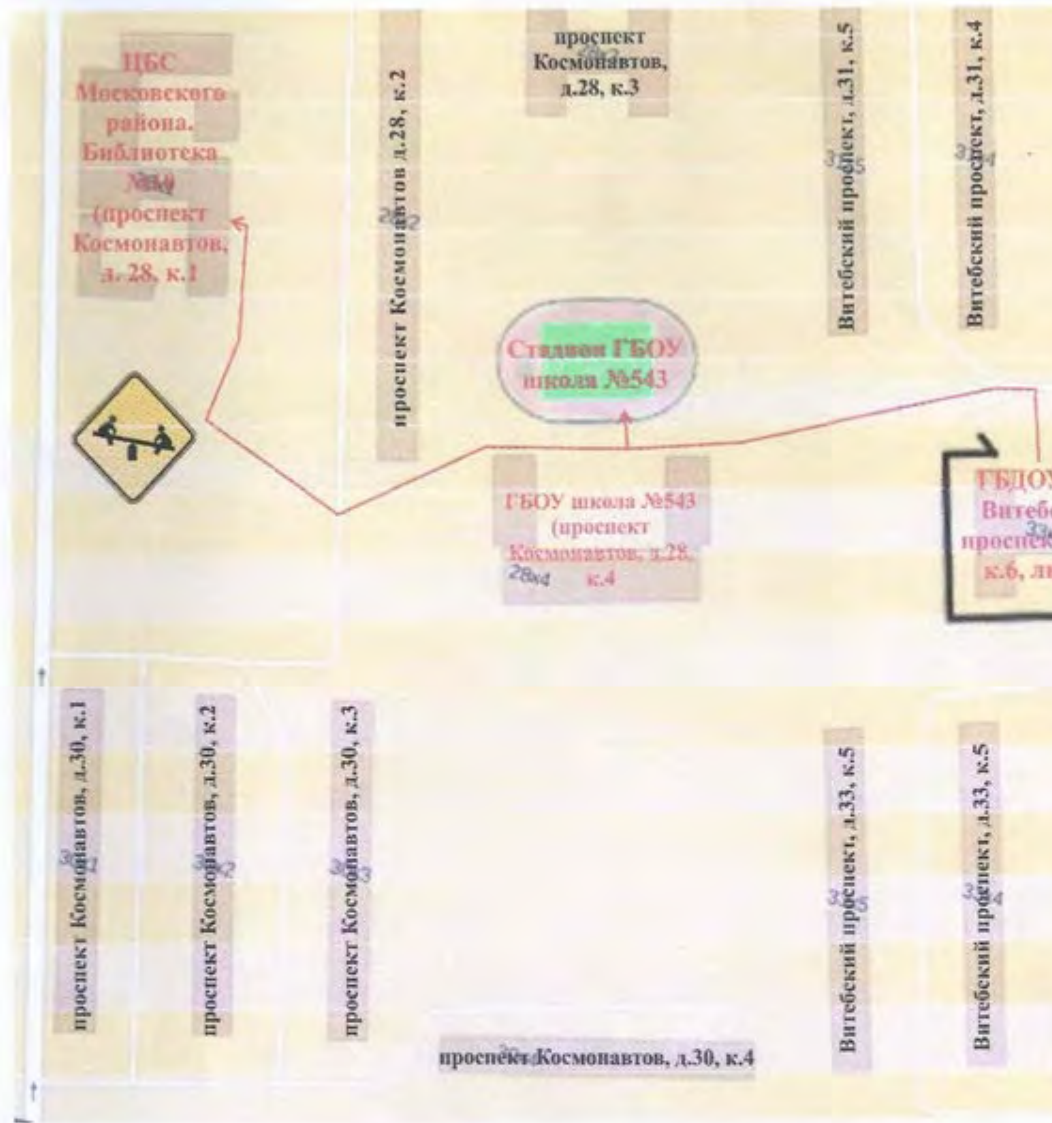 ЦБС
Московского
района.
Библиотека
(проспект
Космонавтов,
д. 28, к.1
проспект Космонавтов д.28, к.2
проспект
Космонавтов,
д.28, к.3
Витебский проспект, д.31, к.5
Витебский проспект, д.31, к.4
Стадион ГБОУ
школа №543
ГБОУ школа №543
(проспект
Космонавтов, д.28,
к.4
28к4
ГБДОУ
к.6,
проспект Космонавтов, д.30, к.1
проспект Космонавтов, д.30, к.2
проспект Космонавтов, д.30, к.3
проспект Космонавтов, д.30, к.4
Витебский проспект, д.33, к.5
Витебский проспект, д.33, к.5